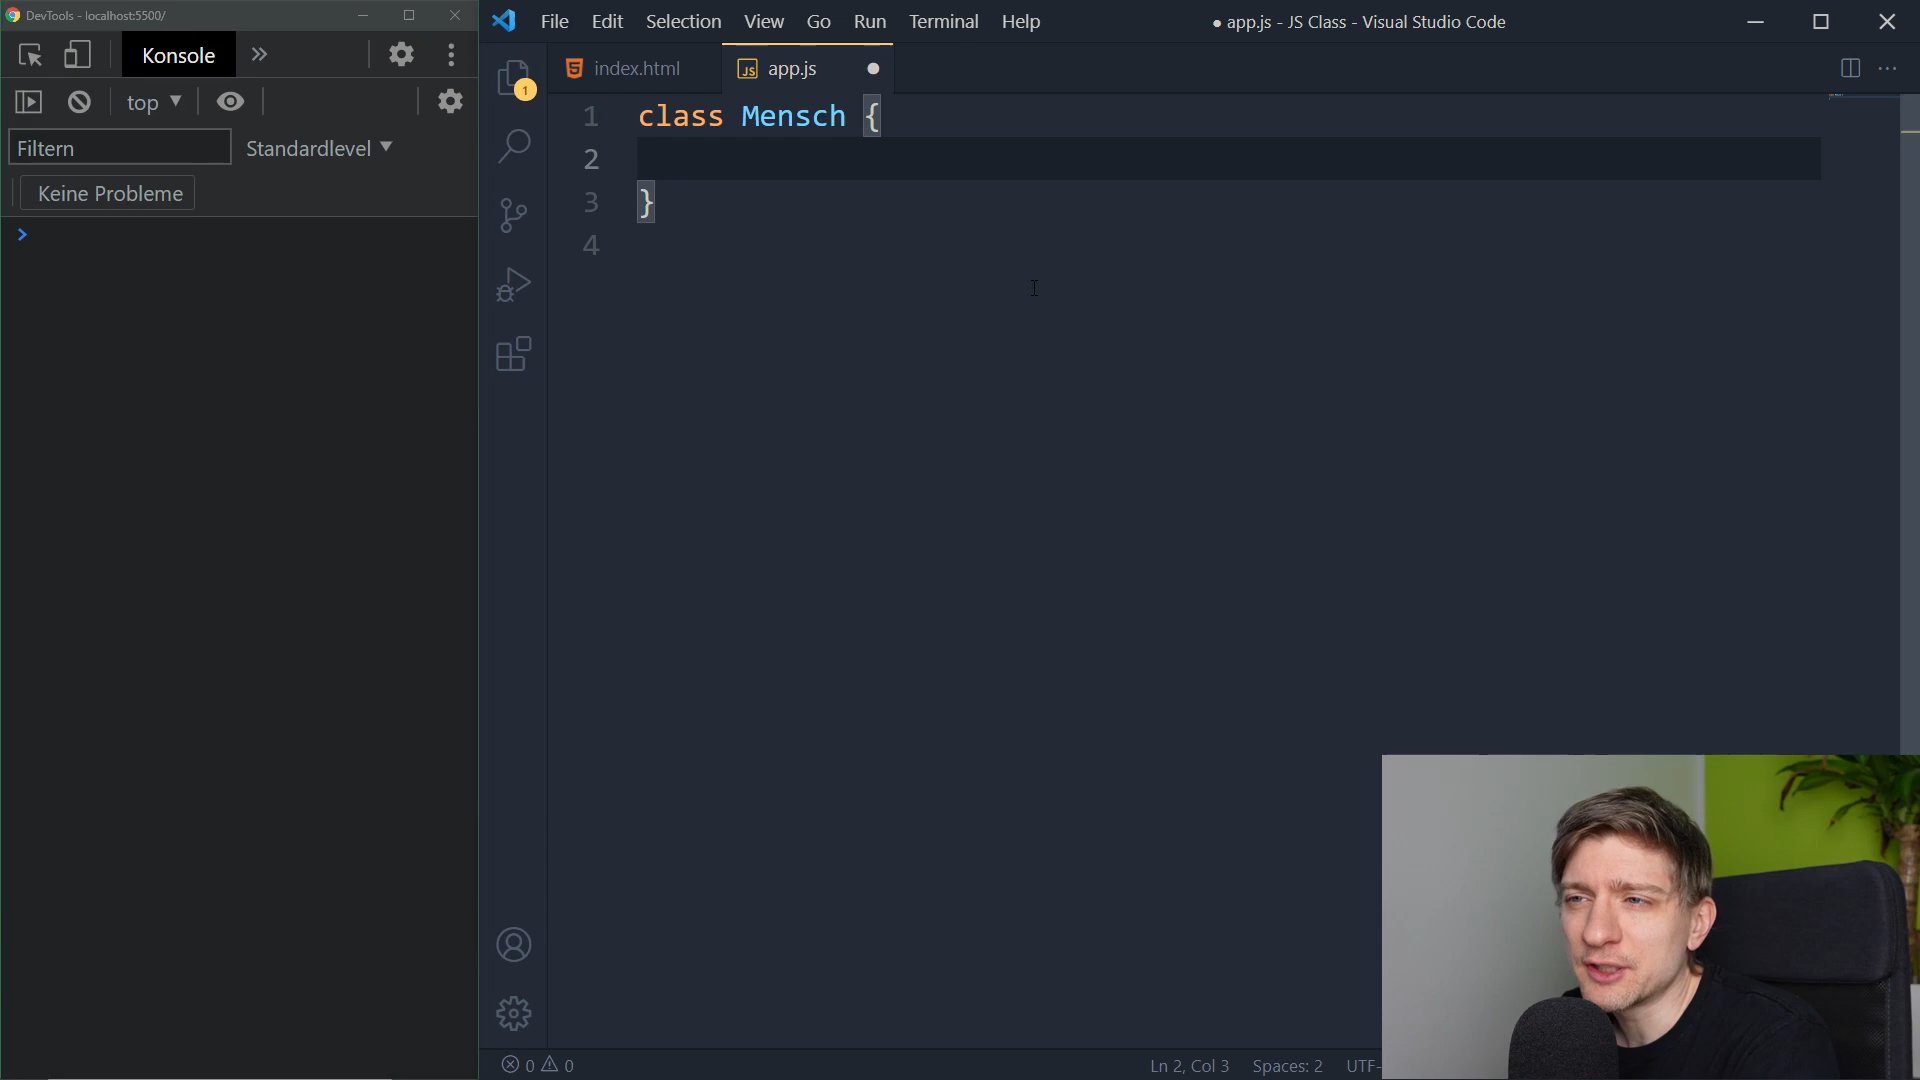 DevTools - localhost:5500/
Konsole
top
Filtern
Standardlevel
Keine Probleme
>
File Edit Selection View Go Run Terminal Help
● app.js - JS Class - Visual Studio Code
index.html
JS app.js
1
1 class Mensch {
2
3 }
4
0 0
Ln 2, Col 3 Spaces: 2 UTF-